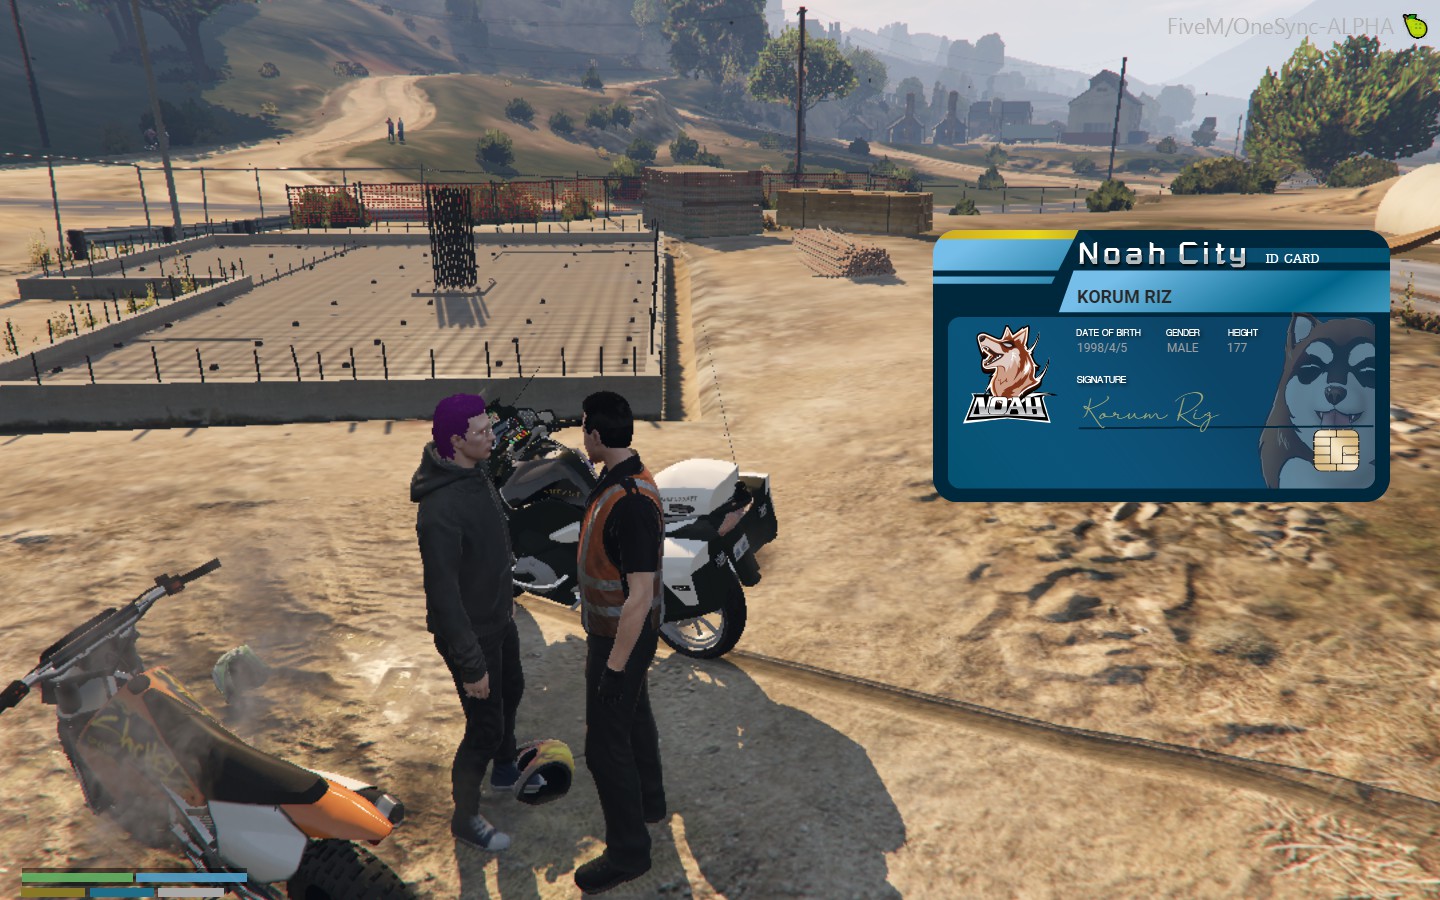 FiveM/OneSync-ALPHA
Noah City ID CARD
KORUM RIZ
DATE OF BIRTH GENDER HEIGHT
1998/4/5 MALE 177
SIGNATURE
Korum Riz
NOAH